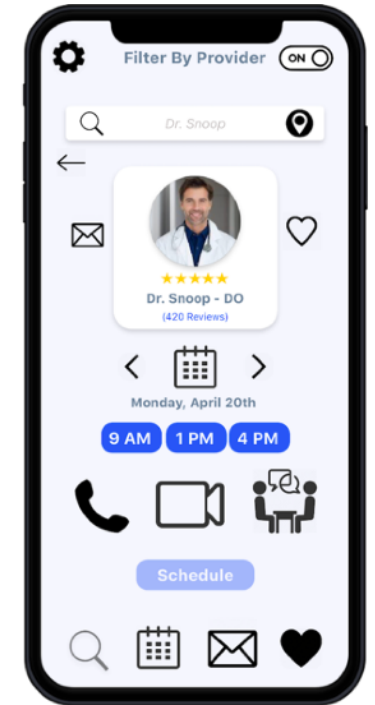 Filter By Provider ON
Dr. Snoop
Dr. Snoop - DO
(420 Reviews)
Monday, April 20th
9 AM 1 PM 4 PM
Schedule